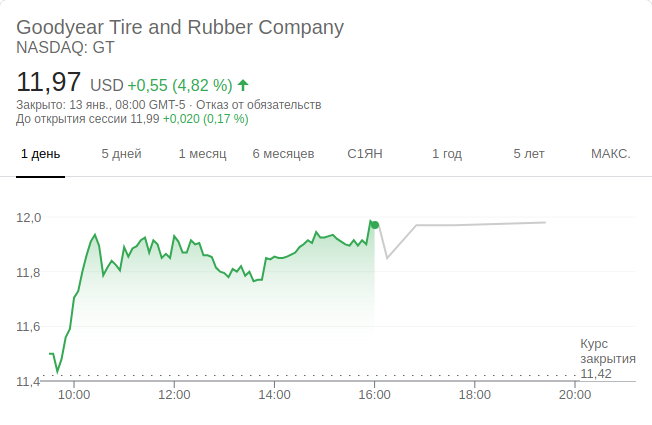 Goodyear Tire and Rubber Company
NASDAQ: GT
11,97 USD +0,55 (4,82 %)
Закрыто: 13 янв., 08:00 GMT-5 · Отказ от обязательств
До открытия сессии 11,99 +0,020 (0,17 %)
1 день 5 дней 1 месяц 6 месяцев С1ЯН 1 год 5 лет МАКС.
12,0
11,8
11,6
Курс
закрытия
11,42
11,4
10:00 12:00 14:00 16:00 18:00 20:00